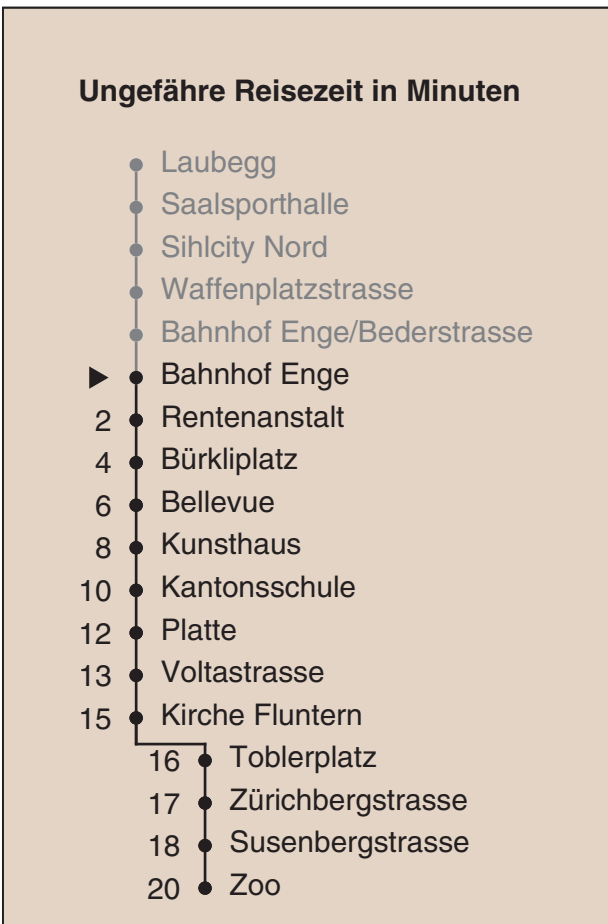 Ungefähre Reisezeit in Minuten
Laubegg
Saalsporthalle
Sihlcity Nord
Waffenplatzstrasse
Bahnhof Enge/Bederstrasse
Bahnhof Enge
2 Rentenanstalt
4 Bürkliplatz
6 Bellevue
8 Kunsthaus
10 Kantonsschule
12 Platte
13 Voltastrasse
15 Kirche Fluntern
16 Toblerplatz
17 Zürichbergstrasse
18 Susenbergstrasse
20 Zoo